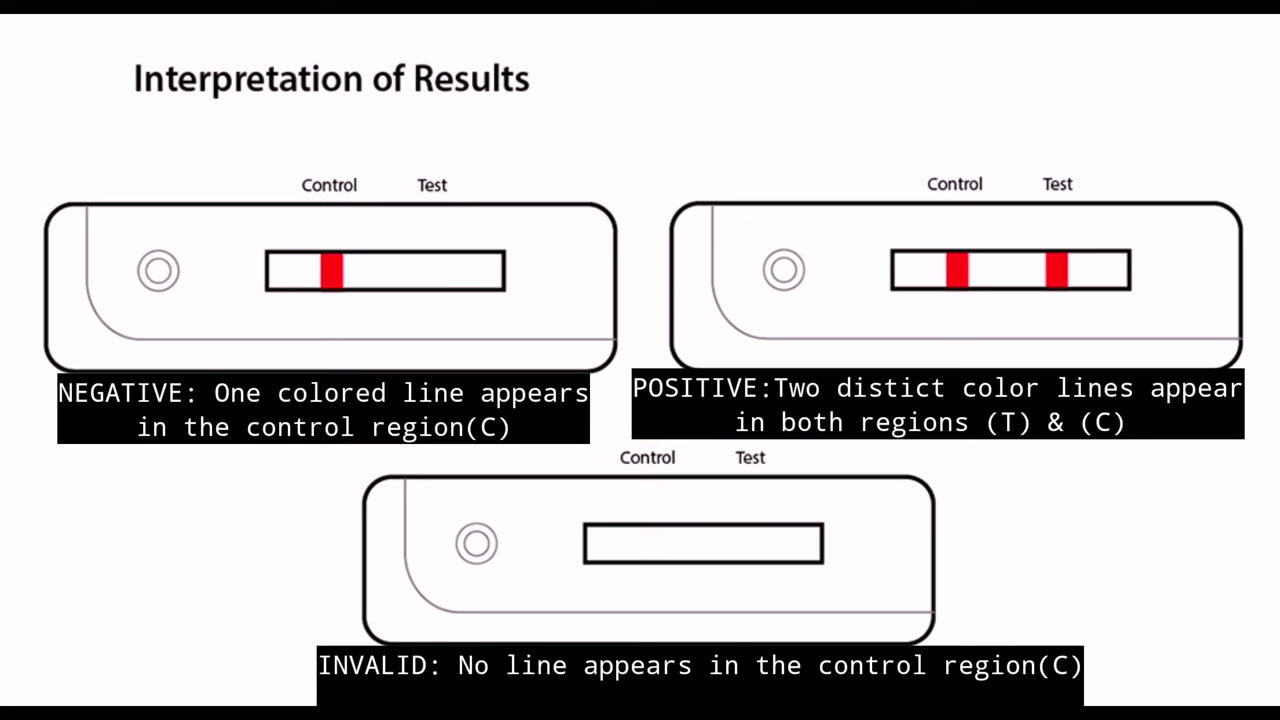 Interpretation of Results
Control Test
Control Test
NEGATIVE: One colored line appears
in the control region(C)
POSITIVE:Two distict color lines appear
in both regions (T) & (C)
Control Test
INVALID: No line appears in the control region(C)